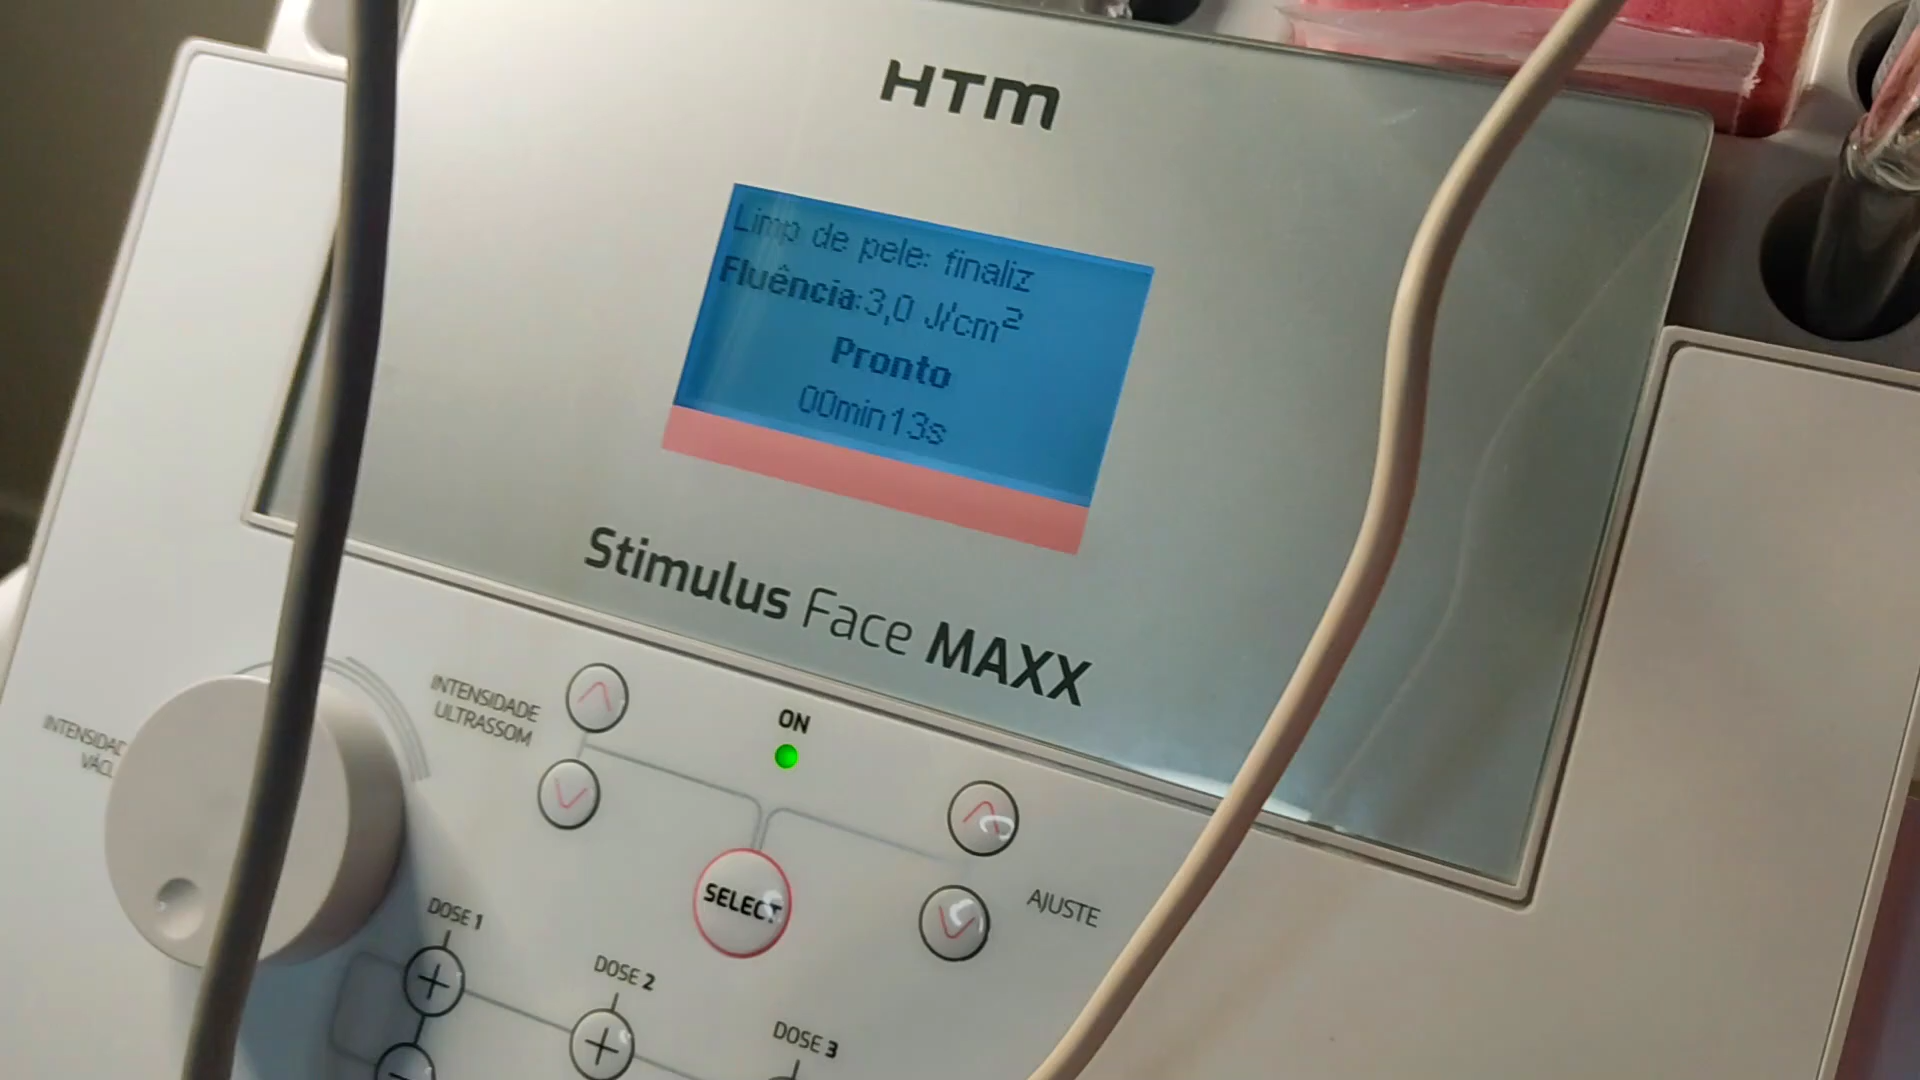 HTM
Limp de pele: finaliz
Fluência:3,0 J/cm²
Pronto
00min13s
Stimulus Face MAXX
INTENSIDADE
ULTRASSOM
ON
SELECT
AJUSTE
DOSE 1
DOSE 2
DOSE 3